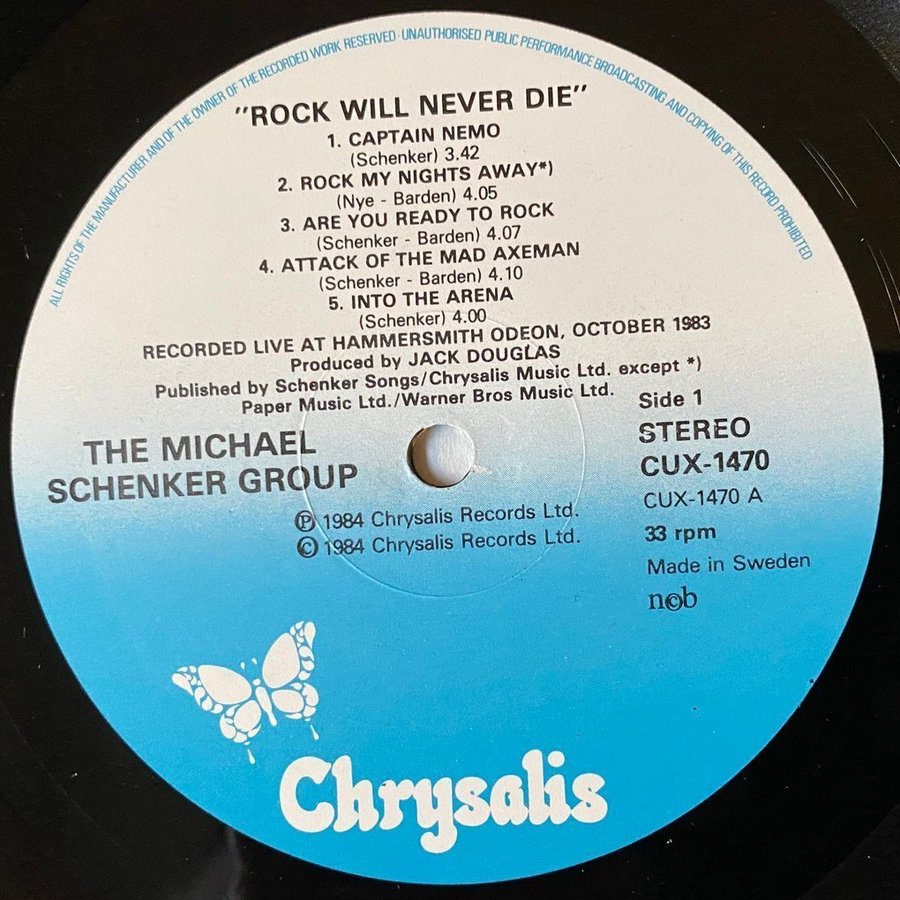 ALL RIGHTS OF THE MANUFACTURER AND OF THE OWNER OF THE RECORDED WORK RESERVED·UNAUTHORISED PUBLIC PERFORMANCE BROADCASTING AND COPYING OF THIS RECORD PROHIBITED
"ROCK WILL NEVER DIE"
1. CAPTAIN NEMO
(Schenker) 3.42
2. ROCK MY NIGHTS AWAY*)
(Nye - Barden) 4.05
3. ARE YOU READY TO ROCK
(Schenker - Barden) 4.07
4. ATTACK OF THE MAD AXEMAN
(Schenker - Barden) 4.10
5. INTO THE ARENA
(Schenker) 4.00
RECORDED LIVE AT HAMMERSMITH ODEON, OCTOBER 1983
Produced by JACK DOUGLAS
Published by Schenker Songs/Chrysalis Music Ltd. except *)
Paper Music Ltd./Warner Bros Music Ltd.
THE MICHAEL
SCHENKER GROUP
Side 1
STEREO
CUX-1470
CUX-1470 A
33 rpm
Made in Sweden
n©b
℗ 1984 Chrysalis Records Ltd.
© 1984 Chrysalis Records Ltd.
Chrysalis